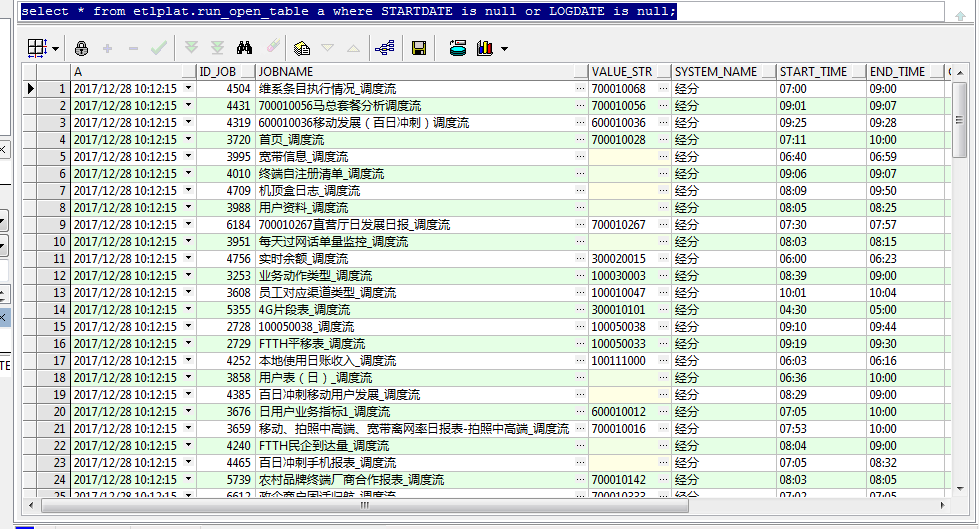 select * from etlplat.run_open_table a where STARTDATE is null or LOGDATE is null;
A ID_JOB JOBNAME VALUE_STR SYSTEM_NAME START_TIME END_TIME
1 2017/12/28 10:12:15 4504 维系条目执行情况_调度流 700010068 经分 07:00 09:00
2 2017/12/28 10:12:15 4431 700010056马总套餐分析调度流 700010056 经分 09:01 09:07
3 2017/12/28 10:12:15 4319 600010036移动发展（百日冲刺）调度流 600010036 经分 09:25 09:28
4 2017/12/28 10:12:15 3720 首页_调度流 700010028 经分 07:11 10:00
5 2017/12/28 10:12:15 3995 宽带信息_调度流 经分 06:40 06:59
6 2017/12/28 10:12:15 4010 终端自注册清单_调度流 经分 09:06 09:07
7 2017/12/28 10:12:15 4709 机顶盒日志_调度流 经分 08:09 09:50
8 2017/12/28 10:12:15 3988 用户资料_调度流 经分 08:05 08:25
9 2017/12/28 10:12:15 6184 700010267直营厅日发展日报_调度流 700010267 经分 07:30 07:57
10 2017/12/28 10:12:15 3951 每天过网话单量监控_调度流 经分 08:03 08:15
11 2017/12/28 10:12:15 4756 实时余额_调度流 300020015 经分 06:00 06:23
12 2017/12/28 10:12:15 3253 业务动作类型_调度流 100030003 经分 08:39 09:00
13 2017/12/28 10:12:15 3608 员工对应渠道类型_调度流 100010047 经分 10:01 10:04
14 2017/12/28 10:12:15 5355 4G片段表_调度流 300010101 经分 04:30 05:00
15 2017/12/28 10:12:15 2728 100050038_调度流 100050038 经分 09:10 09:44
16 2017/12/28 10:12:15 2729 FTTH平移表_调度流 100050033 经分 09:19 09:30
17 2017/12/28 10:12:15 4252 本地使用日账收入_调度流 100111000 经分 06:03 06:16
18 2017/12/28 10:12:15 3858 用户表（日）_调度流 经分 06:36 10:00
19 2017/12/28 10:12:15 4385 百日冲刺移动用户发展_调度流 经分 08:29 09:00
20 2017/12/28 10:12:15 3676 日用户业务指标1_调度流 600010012 经分 07:05 10:00
21 2017/12/28 10:12:15 3659 移动、拍照中高端、宽带离网率日报表-拍照中高端_调度流 700010016 经分 07:53 10:00
22 2017/12/28 10:12:15 4240 FTTH民企到达量_调度流 经分 08:04 09:00
23 2017/12/28 10:12:15 4465 百日冲刺手机报表_调度流 经分 07:05 08:32
24 2017/12/28 10:12:15 5739 农村品牌终端厂商合作报表_调度流 700010142 经分 08:03 08:05
25 2017/12/28 10:12:15 6612 700010333 经分 07:02 07:05